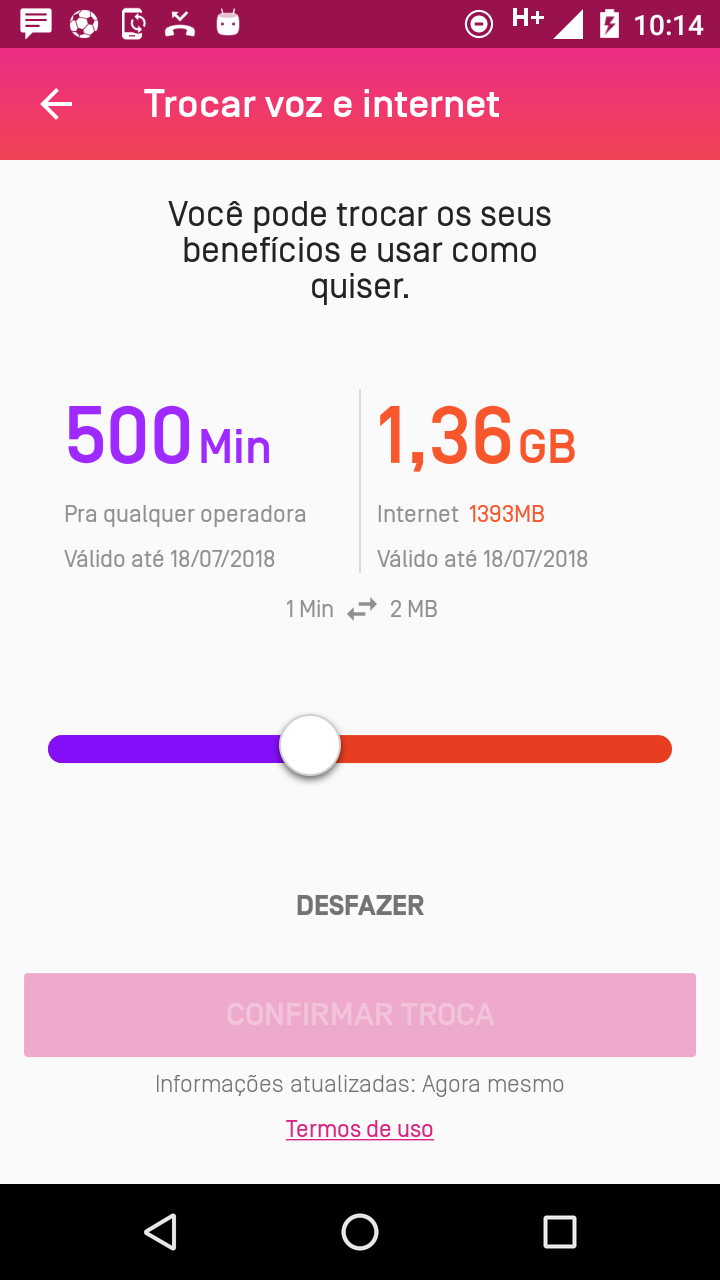 H+ 10:14
Trocar voz e internet
Você pode trocar os seus
benefícios e usar como
quiser.
500 Min
Pra qualquer operadora
Válido até 18/07/2018
1,36 GB
Internet 1393MB
Válido até 18/07/2018
1 Min 2 MB
DESFAZER
CONFIRMAR TROCA
Informações atualizadas: Agora mesmo
Termos de uso